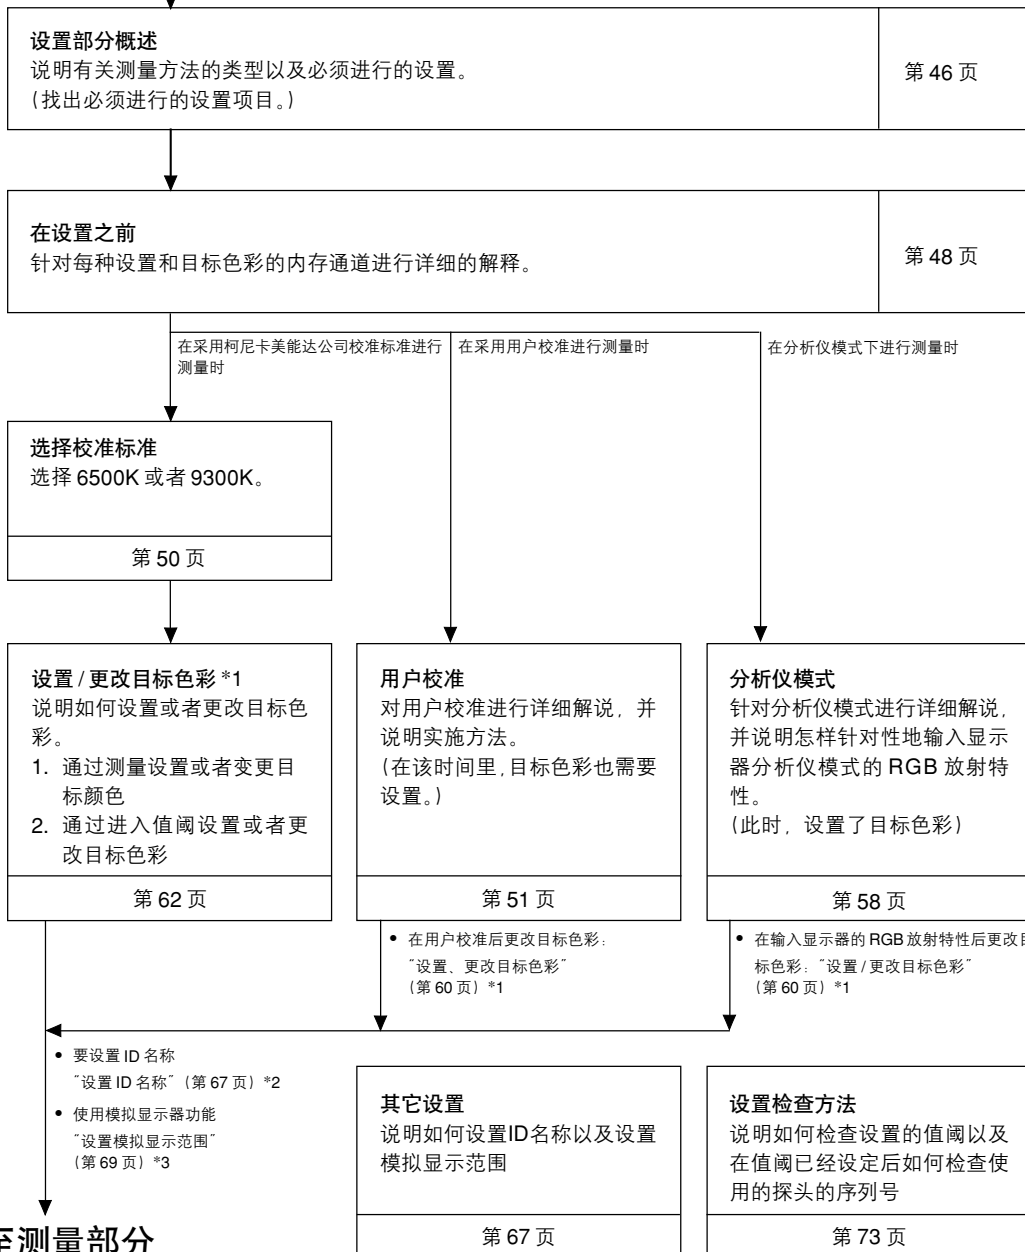 设置部分概述
说明有关测量方法的类型以及必须进行的设置。
(找出必须进行的设置项目。)
第 46 页
在设置之前
针对每种设置和目标色彩的内存通道进行详细的解释。
第 48 页
在采用柯尼卡美能达公司校准标准进行
测量时
在采用用户校准进行测量时
在分析仪模式下进行测量时
选择校准标准
选择 6500K 或者 9300K。
第 50 页
设置 / 更改目标色彩 *1
说明如何设置或者更改目标色
彩。
1. 通过测量设置或者变更目
标颜色
2. 通过进入值阈设置或者更
改目标色彩
第 62 页
用户校准
对用户校准进行详细解说，并
说明实施方法。
(在该时间里,目标色彩也需要
设置。)
第 51 页
分析仪模式
针对分析仪模式进行详细解说，
并说明怎样针对性地输入显示
器分析仪模式的 RGB 放射特
性。
(此时，设置了目标色彩)
第 58 页
• 在用户校准后更改目标色彩：
"设置、更改目标色彩"
(第 60 页) *1
• 在输入显示器的 RGB 放射特性后更改目
标色彩："设置 / 更改目标色彩"
(第 60 页) *1
• 要设置 ID 名称
"设置 ID 名称" (第 67 页) *2
• 使用模拟显示器功能
"设置模拟显示范围"
(第 69 页) *3
其它设置
说明如何设置ID名称以及设置
模拟显示范围
第 67 页
设置检查方法
说明如何检查设置的值阈以及
在值阈已经设定后如何检查使
用的探头的序列号
第 73 页
至测量部分